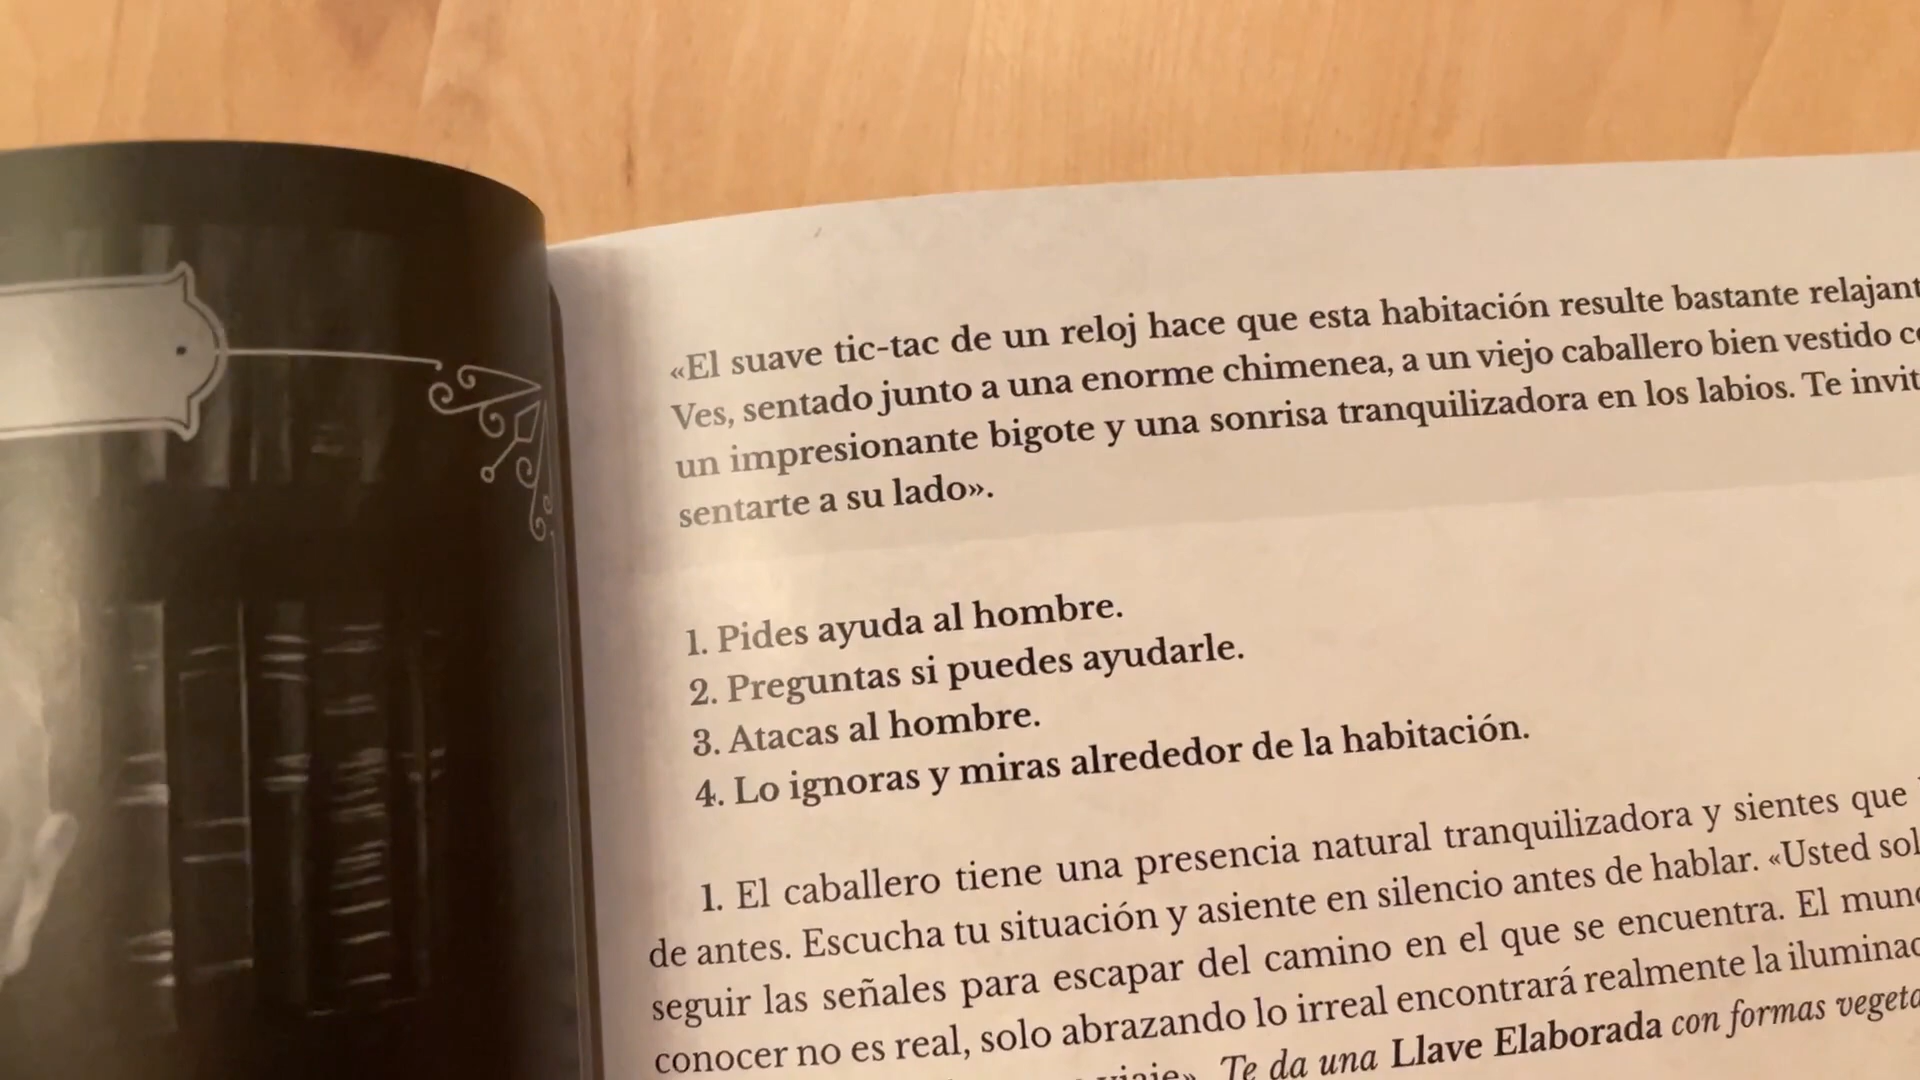 «El suave tic-tac de un reloj hace que esta habitación resulte bastante
Ves, sentado junto a una enorme chimenea, a un viejo caballero bien vestido
un impresionante bigote y una sonrisa tranquilizadora en los labios. Te
sentarte a su lado».
1. Pides ayuda al hombre.
2. Preguntas si puedes ayudarle.
3. Atacas al hombre.
4. Lo ignoras y miras alrededor de la habitación.
1. El caballero tiene una presencia natural tranquilizadora y sientes que
de antes. Escucha tu situación y asiente en silencio antes de hablar. «Usted
seguir las señales para escapar del camino en el que se encuentra. El
conocer no es real, solo abrazando lo irreal encontrará realmente la
Te da una Llave Elaborada con formas